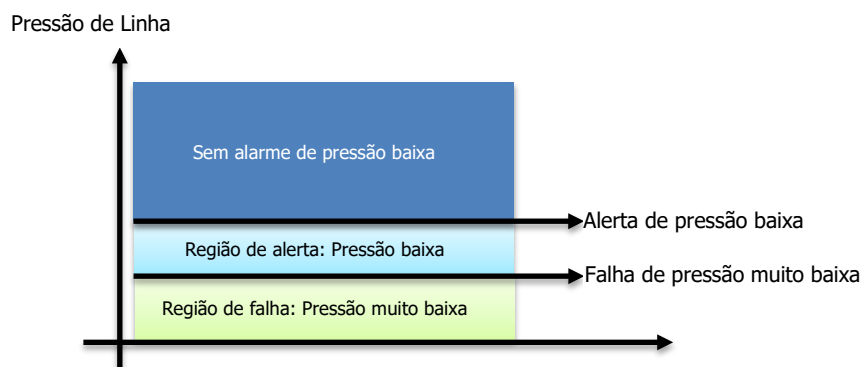 Pressão de Linha
Sem alarme de pressão baixa
Alerta de pressão baixa
Região de alerta: Pressão baixa
Falha de pressão muito baixa
Região de falha: Pressão muito baixa